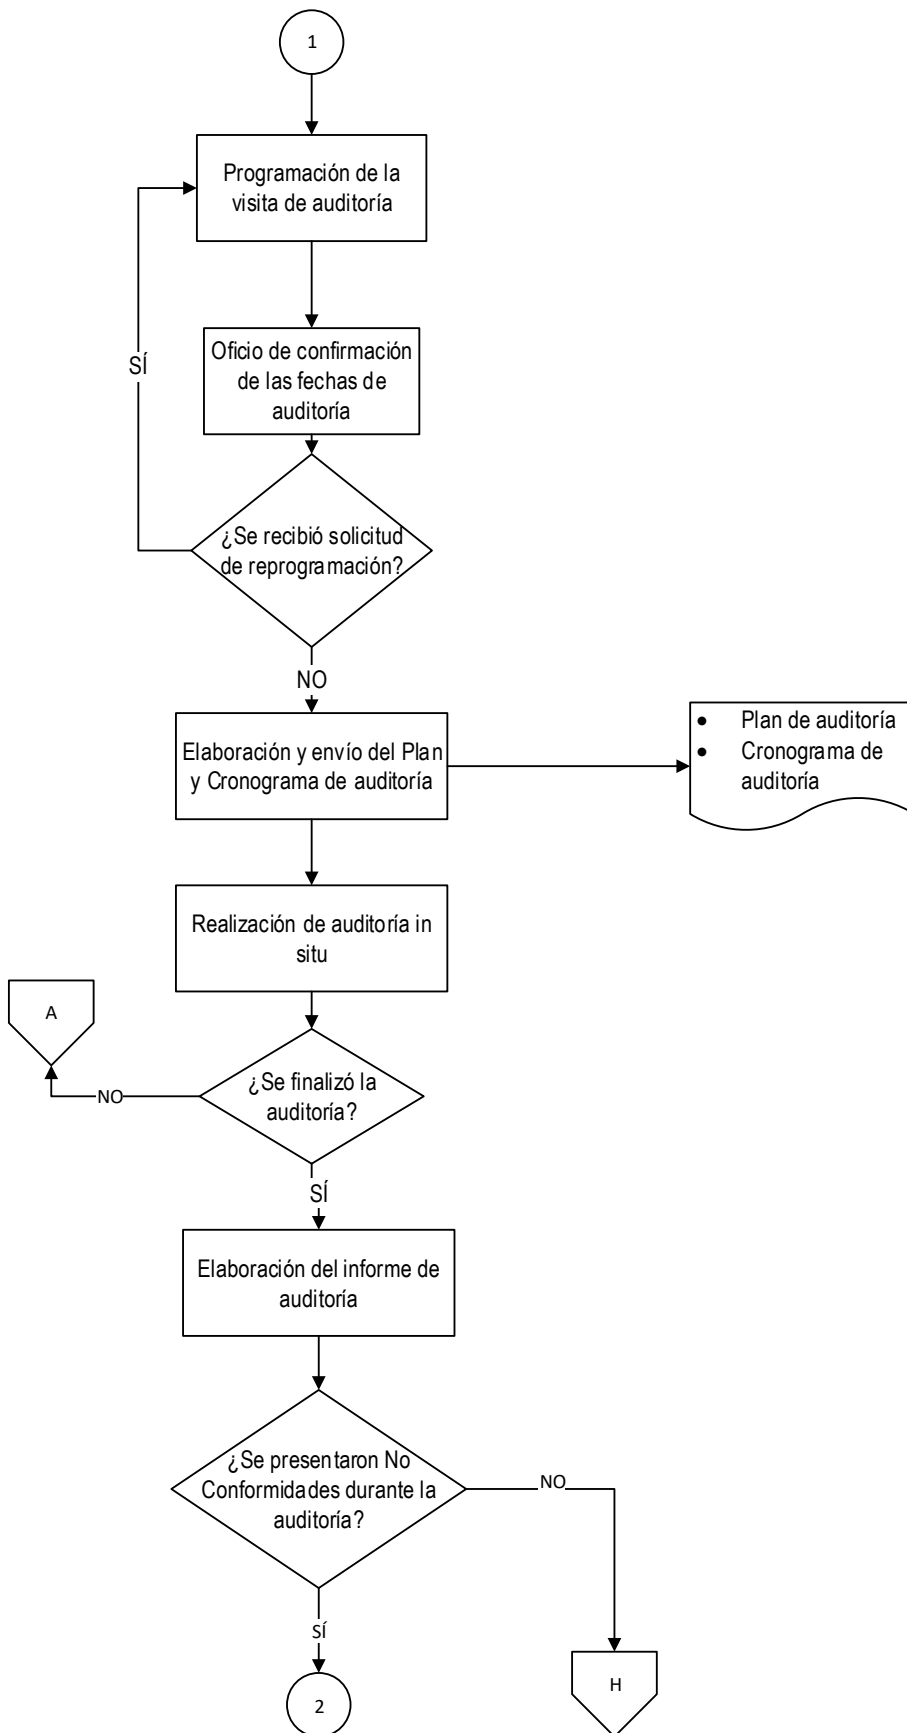 1
Programación de la
visita de auditoría
SÍ
Oficio de confirmación
de las fechas de
auditoría
¿Se recibió solicitud
de reprogramación?
NO
Elaboración y envío del Plan
y Cronograma de auditoría
• Plan de auditoría
• Cronograma de
auditoría
Realización de auditoría in
situ
A
¿Se finalizó la
auditoría?
NO
SÍ
Elaboración del informe de
auditoría
¿Se presentaron No
Conformidades durante la
auditoría?
NO
SÍ
2
H